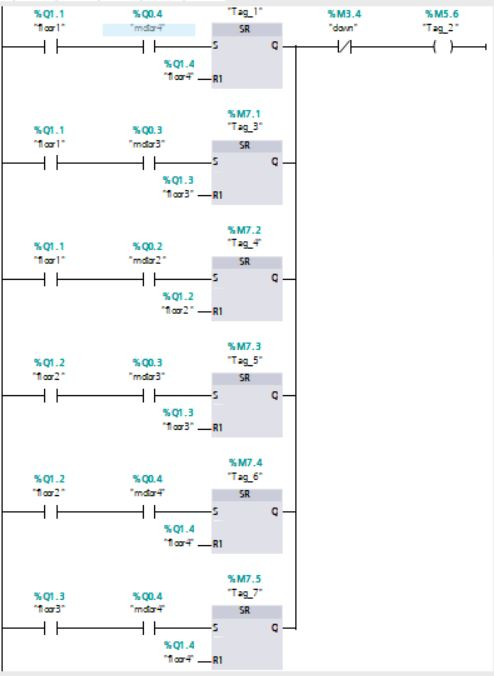 %Q1.1 %Q0.4 "Tag_1" %M3.4 %M5.6
"floor1" "motor4" SR "down" "Tag_2"
S Q
%Q1.4
"floor4" R1
%M7.1
%Q1.1 %Q0.3 "Tag_3"
"floor1" "motor3" SR
S Q
%Q1.3
"floor3" R1
%M7.2
%Q1.1 %Q0.2 "Tag_4"
"floor1" "motor2" SR
S Q
%Q1.2
"floor2" R1
%M7.3
%Q1.2 %Q0.3 "Tag_5"
"floor2" "motor3" SR
S Q
%Q1.3
"floor3" R1
%M7.4
%Q1.2 %Q0.4 "Tag_6"
"floor2" "motor4" SR
S Q
%Q1.4
"floor4" R1
%M7.5
%Q1.3 %Q0.4 "Tag_7"
"floor3" "motor4" SR
S Q
%Q1.4
"floor4" R1